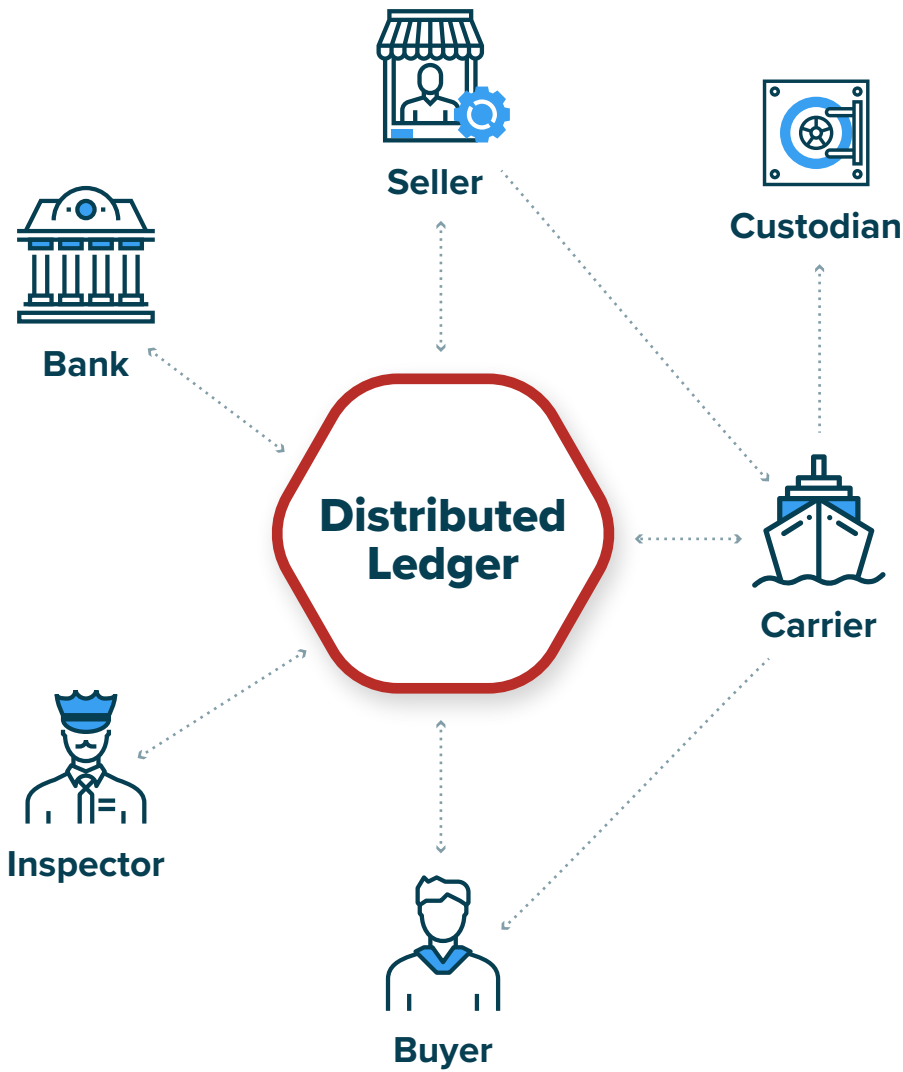 Seller
Custodian
Bank
Distributed
Ledger
Carrier
Inspector
Buyer